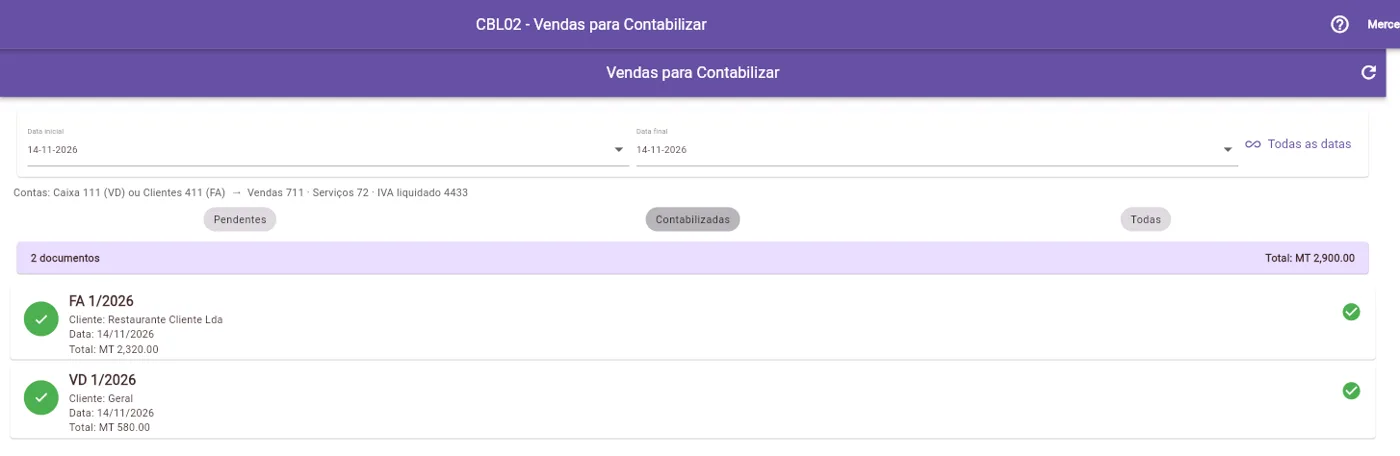 CBL02 - Vendas para Contabilizar
Merce
Vendas para Contabilizar
Data inicial
14-11-2026
Data final
14-11-2026
Todas as datas
Contas: Caixa 111 (VD) ou Clientes 411 (FA) → Vendas 711 · Serviços 72 · IVA liquidado 4433
Pendentes
Contabilizadas
Todas
2 documentos
Total: MT 2,900.00
FA 1/2026
Cliente: Restaurante Cliente Lda
Data: 14/11/2026
Total: MT 2,320.00
VD 1/2026
Cliente: Geral
Data: 14/11/2026
Total: MT 580.00